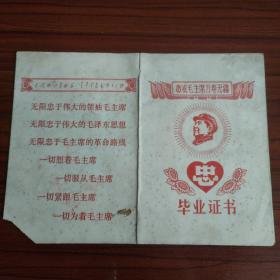 无限忠于伟大的领袖毛主席
无限忠于伟大的毛泽东思想
无限忠于毛主席的革命路线
一切想着毛主席
一切服从毛主席
一切紧跟毛主席
一切为着毛主席
敬祝毛主席万寿无疆
忠
毕业证书